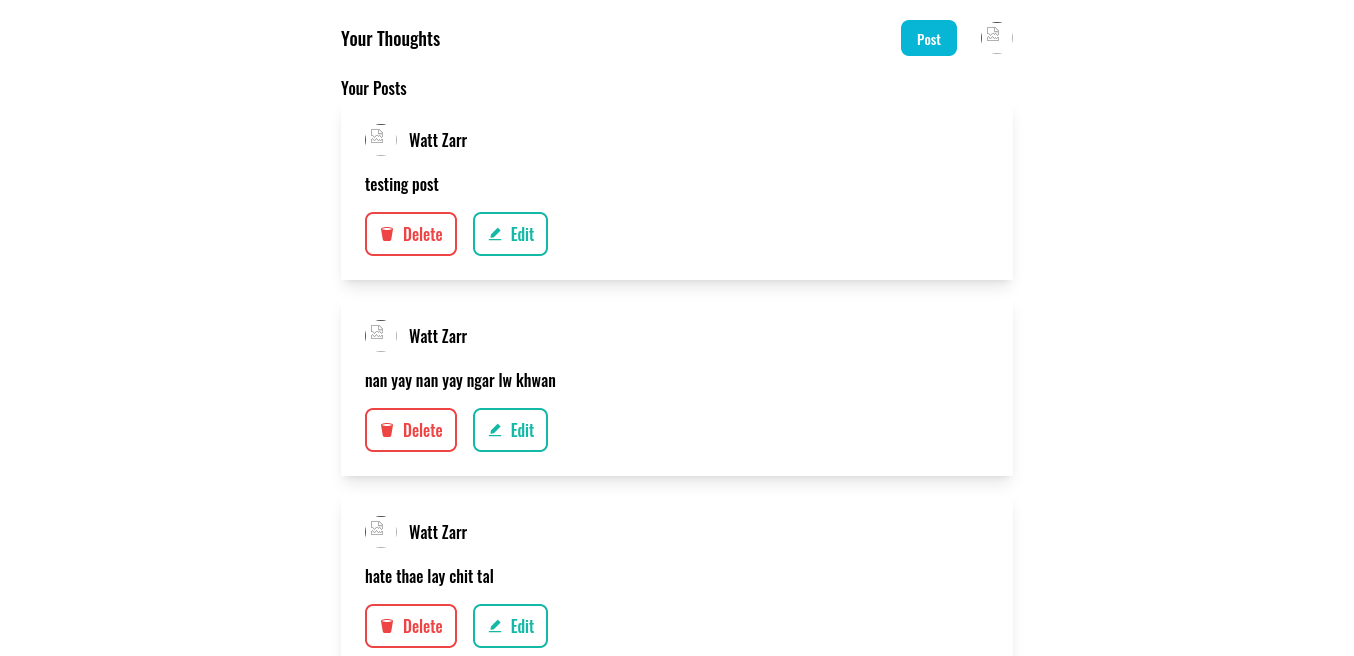 Your Thoughts
Post
Your Posts
Watt Zarr
testing post
Delete
Edit
Watt Zarr
nan yay nan yay ngar lw khwan
Delete
Edit
Watt Zarr
hate thae lay chit tal
Delete
Edit